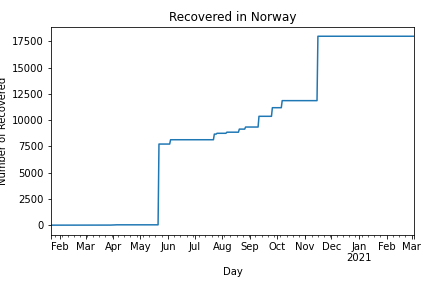 Recovered in Norway
Number of Recovered
17500
15000
12500
10000
7500
5000
2500
0
Feb Mar Apr May Jun Jul Aug Sep Oct Nov Dec Jan Feb Mar
2021
Day